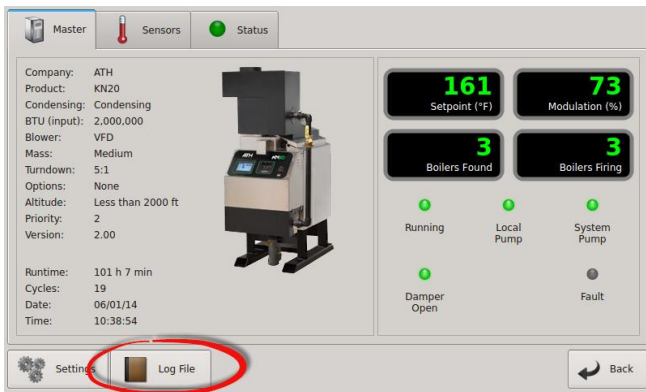 Master
Sensors
Status
Company: ATH
Product: KN20
Condensing: Condensing
BTU (input): 2,000,000
Blower: VFD
Mass: Medium
Turndown: 5:1
Options: None
Altitude: Less than 2000 ft
Priority: 2
Version: 2.00
Runtime: 101 h 7 min
Cycles: 19
Date: 06/01/14
Time: 10:38:54
ATH
161
Setpoint (°F)
73
Modulation (%)
3
Boilers Found
3
Boilers Firing
Running
Local
Pump
System
Pump
Damper
Open
Fault
Settings
Log File
Back